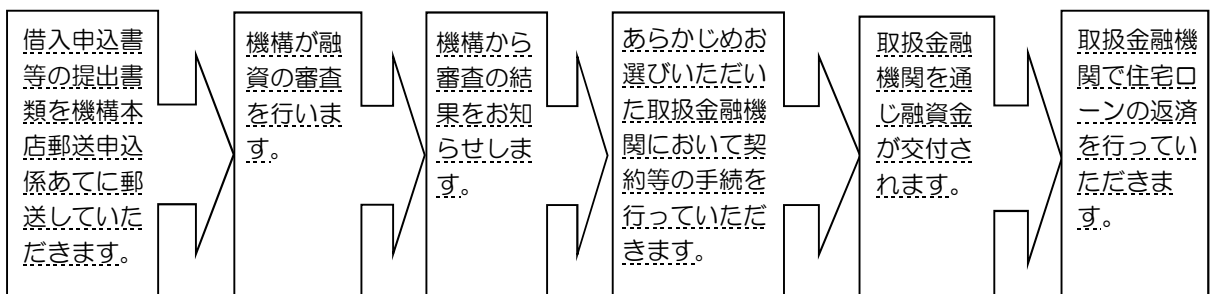 借入申込書
等の提出書
類を機構本
店郵送申込
係あてに郵
送していた
だきます。
機構が融
資の審査
を行いま
す。
機構から
審査の結
果をお知
らせしま
す。
あらかじめお
選びいただい
た取扱金融機
関において契
約等の手続を
行っていただ
きます。
取扱金融
機関を通
じ融資金
が交付さ
れます。
取扱金融機
関で住宅ロ
ーンの返済
を行ってい
ただきま
す。